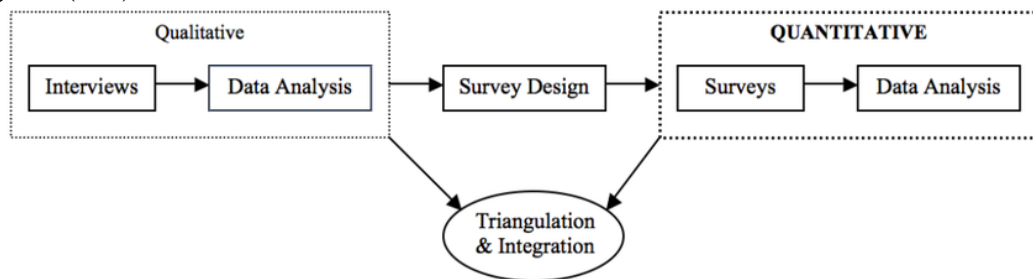 Qualitative
QUANTITATIVE
Interviews
Data Analysis
Survey Design
Surveys
Data Analysis
Triangulation
& Integration